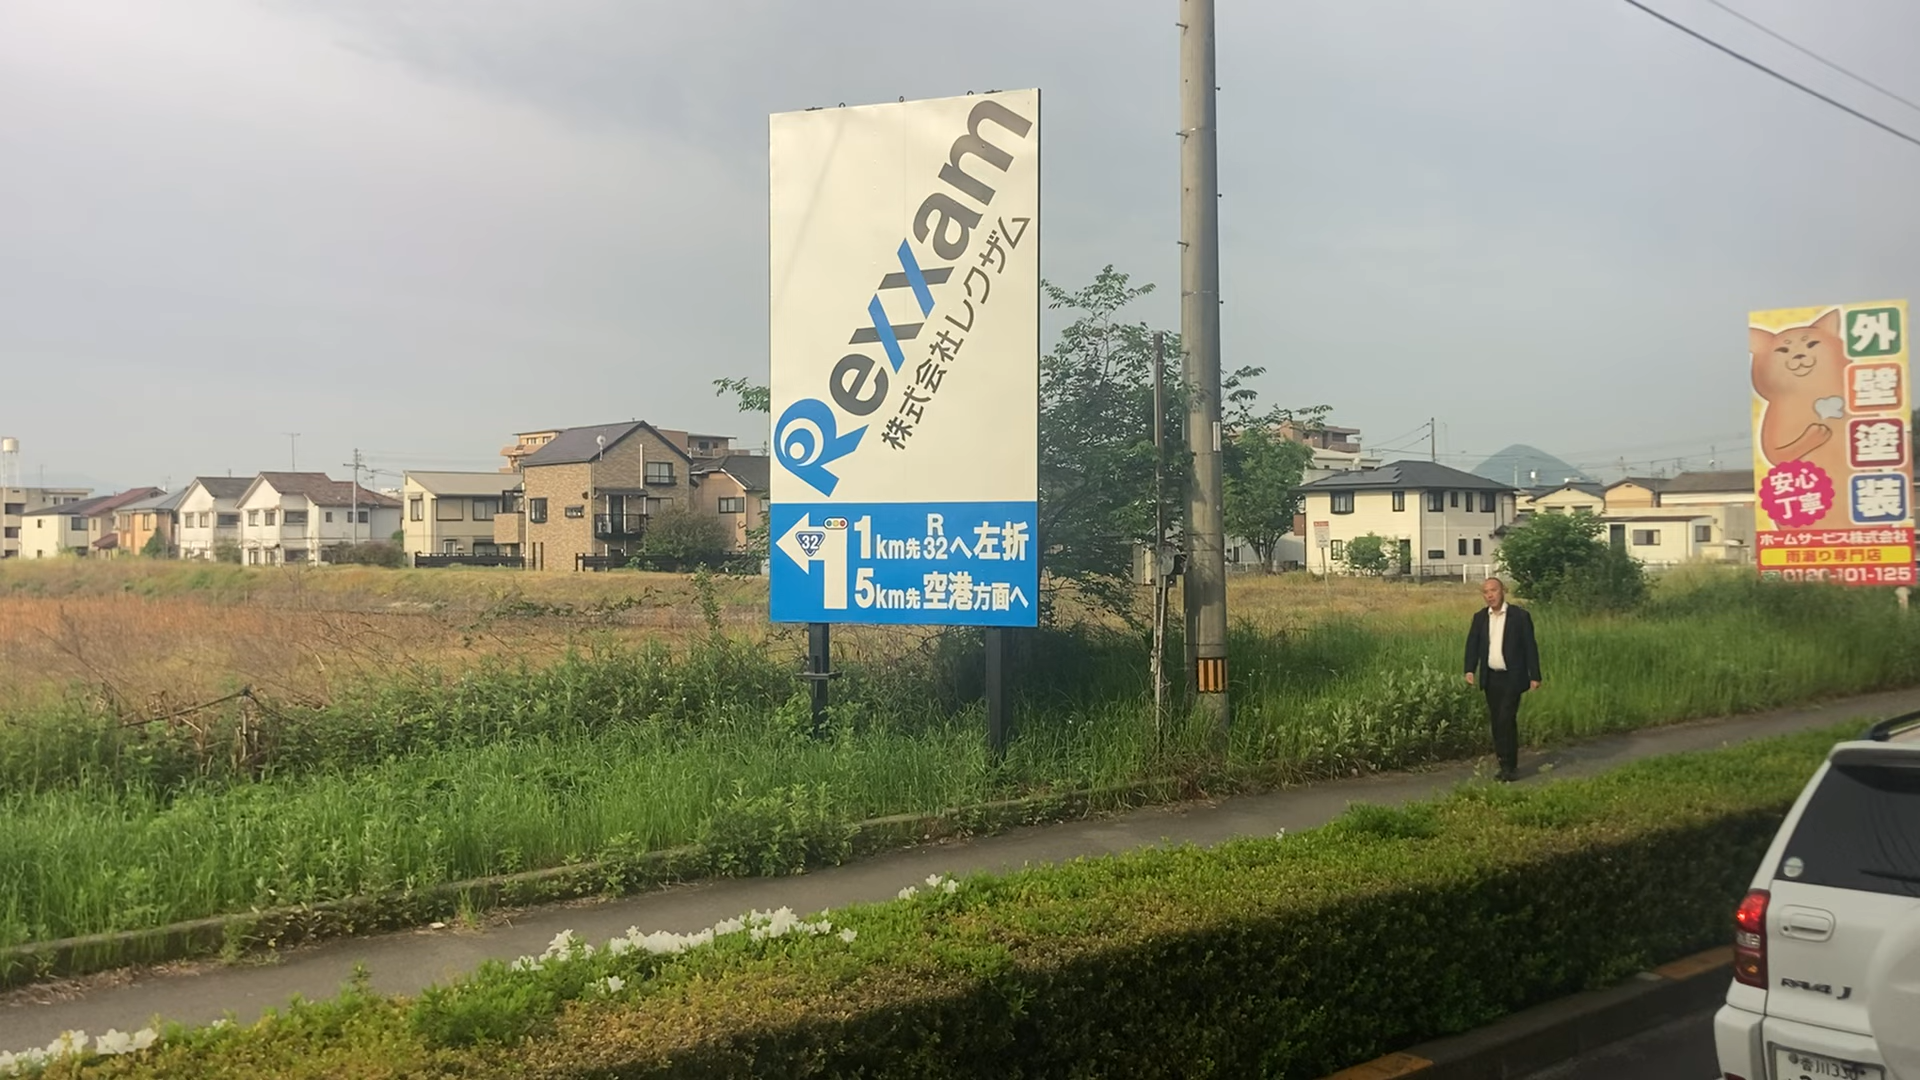 Rexxam
株式会社レクザム
32
1km先R32へ左折
5km先空港方面へ
外壁塗装
安心
丁寧
ホームサービス株式会社
雨漏り専門店
0120-101-125
RAV4 J
香川330